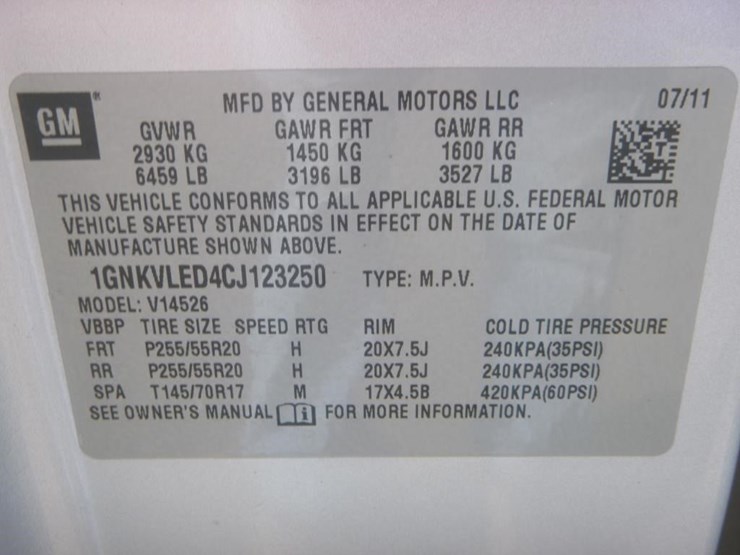 GM®
MFD BY GENERAL MOTORS LLC 07/11
GVWR GAWR FRT GAWR RR
2930 KG 1450 KG 1600 KG
6459 LB 3196 LB 3527 LB
THIS VEHICLE CONFORMS TO ALL APPLICABLE U.S. FEDERAL MOTOR
VEHICLE SAFETY STANDARDS IN EFFECT ON THE DATE OF
MANUFACTURE SHOWN ABOVE.
1GNKVLED4CJ123250 TYPE: M.P.V.
MODEL: V14526
VBBP TIRE SIZE SPEED RTG RIM COLD TIRE PRESSURE
FRT P255/55R20 H 20X7.5J 240KPA(35PSI)
RR P255/55R20 H 20X7.5J 240KPA(35PSI)
SPA T145/70R17 M 17X4.5B 420KPA(60PSI)
SEE OWNER'S MANUAL i FOR MORE INFORMATION.